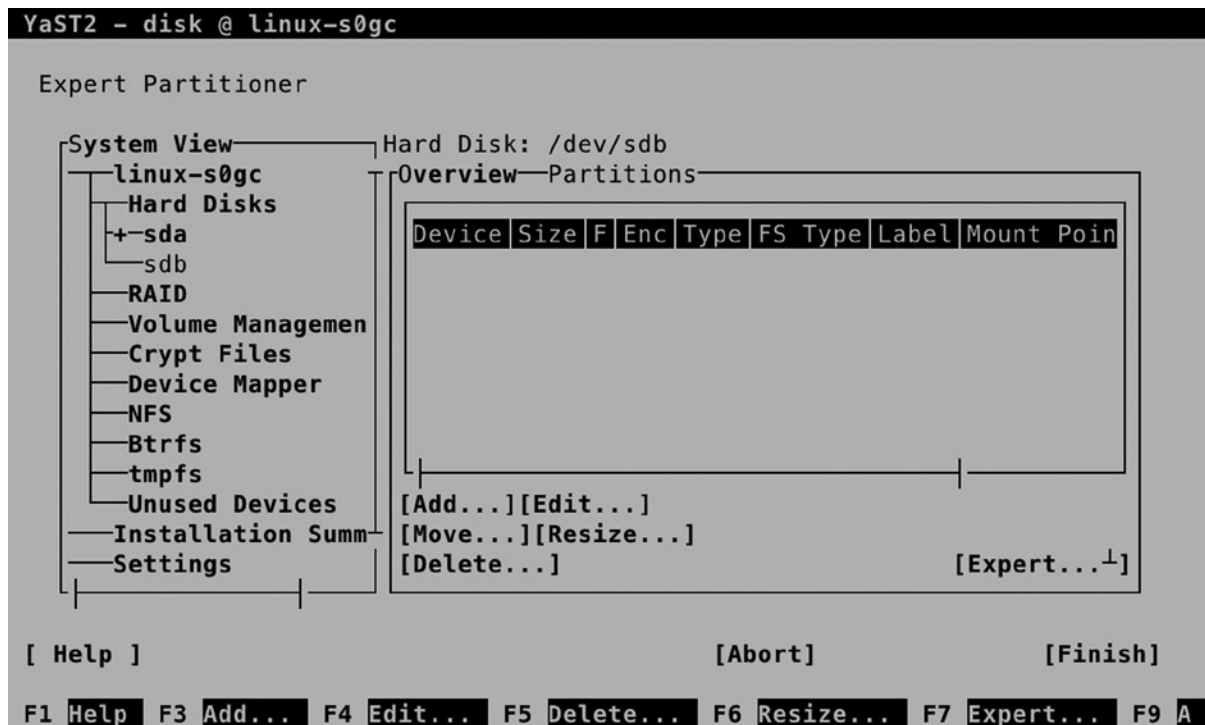 YaST2 – disk @ linux–s0gc
Expert Partitioner
System View
Hard Disk: /dev/sdb
linux–s0gc
Overview Partitions
Hard Disks
+ sda
Device Size F Enc Type FS Type Label Mount Poin
sdb
RAID
Volume Managemen
Crypt Files
Device Mapper
NFS
Btrfs
tmpfs
Unused Devices
[Add...][Edit...]
Installation Summ
[Move...][Resize...]
Settings
[Delete...]
[Expert...]
[ Help ]
[Abort]
[Finish]
F1 Help F3 Add... F4 Edit... F5 Delete... F6 Resize... F7 Expert... F9 A